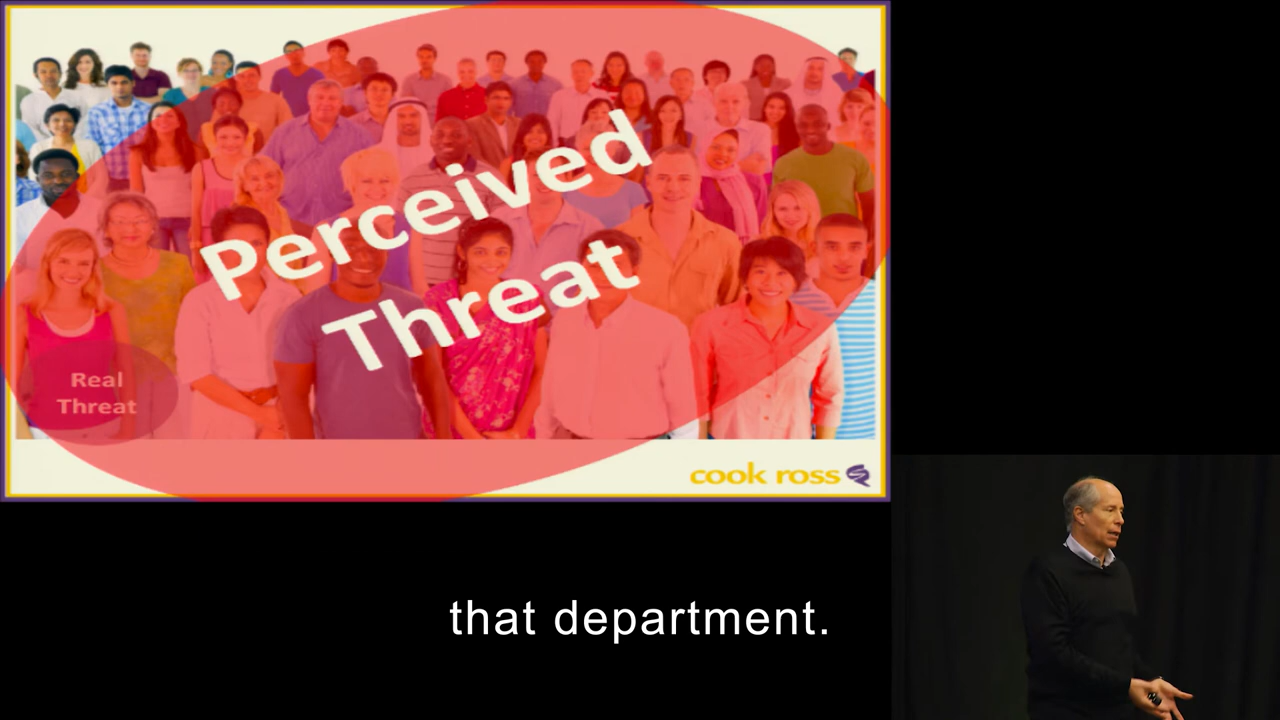 Perceived
Threat
Real
Threat
cook ross
that department.